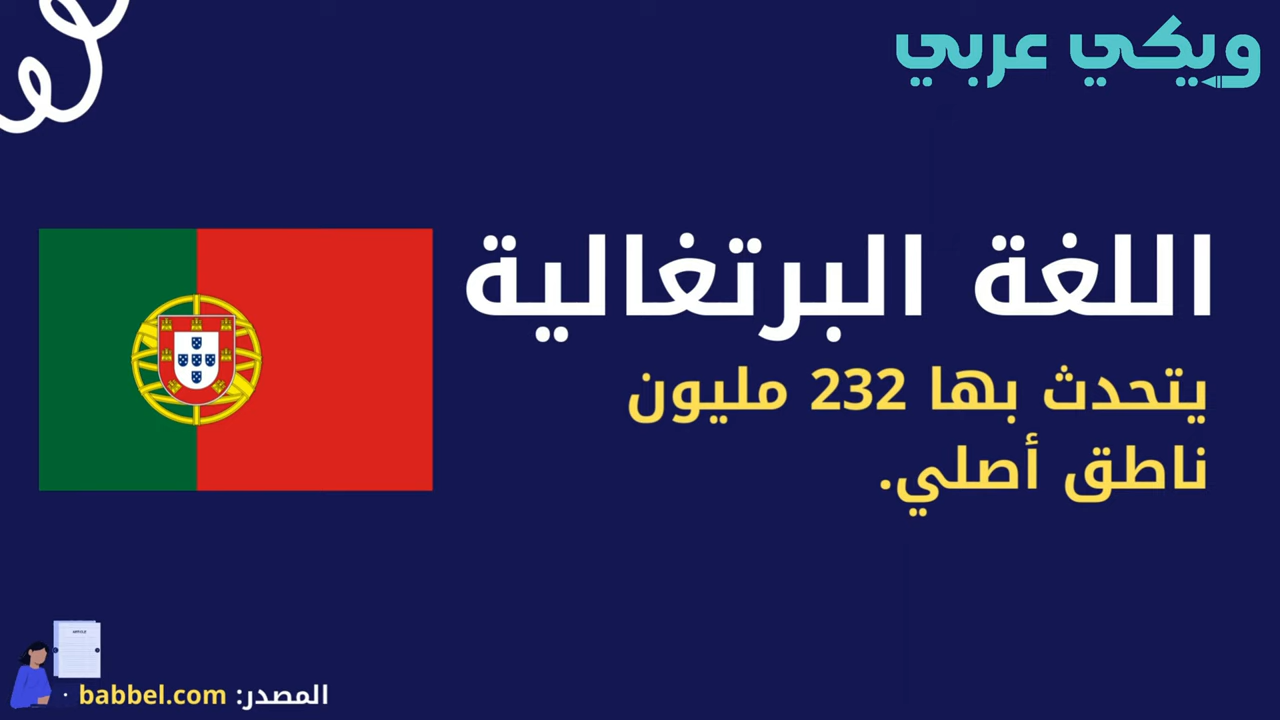 ويكي عربي
اللغة البرتغالية
يتحدث بها 232 مليون
ناطق أصلي.
المصدر: babbel.com